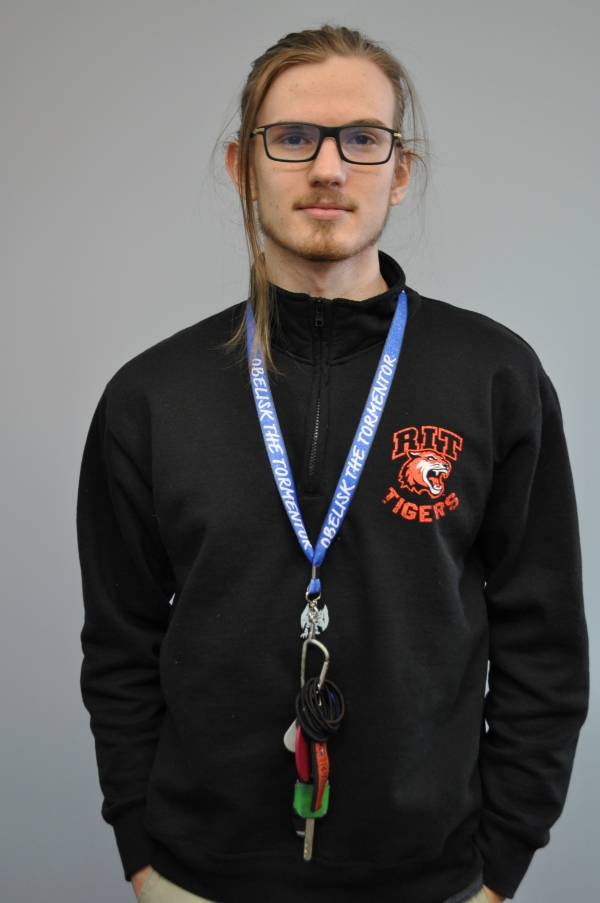 OBELISK THE TORMENTOR
OBELISK THE TORMENTOR
RIT
TIGERS